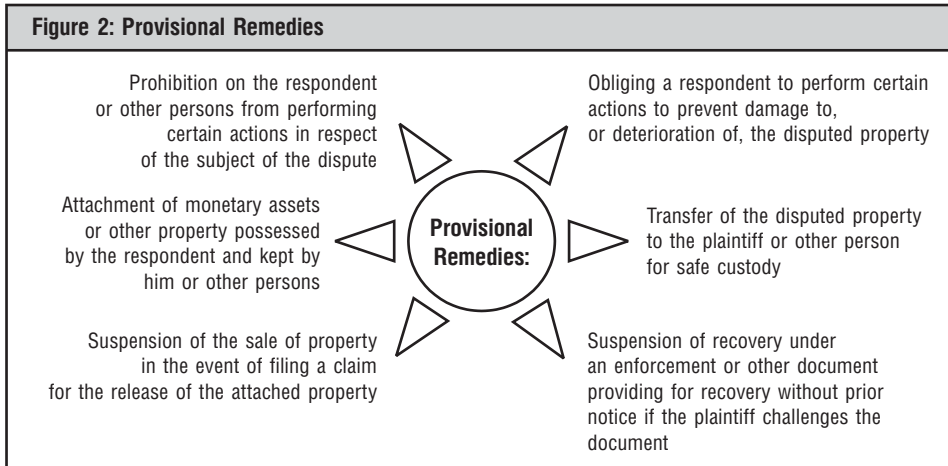 Figure 2: Provisional Remedies
Prohibition on the respondent
or other persons from performing
certain actions in respect
of the subject of the dispute
Obliging a respondent to perform certain
actions to prevent damage to,
or deterioration of, the disputed property
Attachment of monetary assets
or other property possessed
by the respondent and kept by
him or other persons
Provisional
Remedies:
Transfer of the disputed property
to the plaintiff or other person
for safe custody
Suspension of the sale of property
in the event of filing a claim
for the release of the attached property
Suspension of recovery under
an enforcement or other document
providing for recovery without prior
notice if the plaintiff challenges the
document